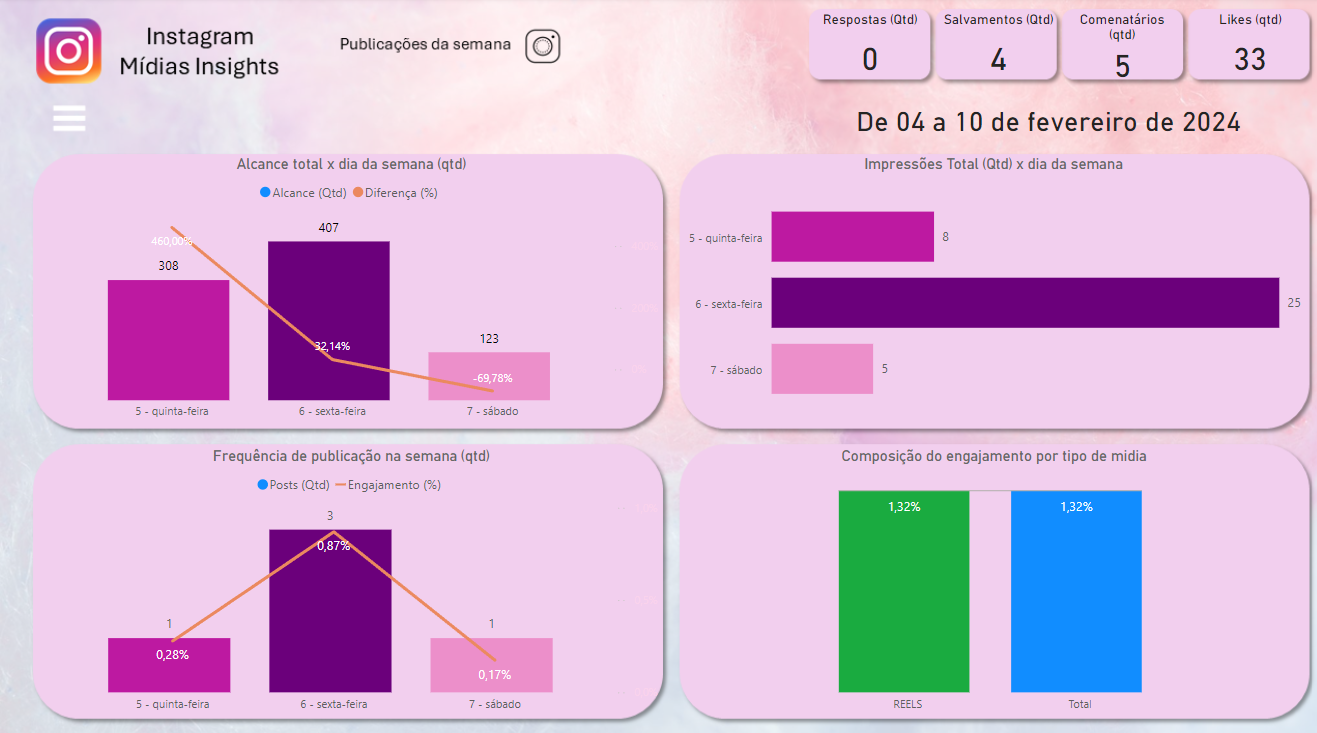 Instagram
Mídias Insights
Publicações da semana
Respostas (Qtd)
0
Salvamentos (Qtd)
4
Comenatários
(qtd)
5
Likes (qtd)
33
De 04 a 10 de fevereiro de 2024
Alcance total x dia da semana (qtd)
Alcance (Qtd) Diferença (%)
460,00%
308
407
32,14%
123
-69,78%
5 - quinta-feira 6 - sexta-feira 7 - sábado
Impressões Total (Qtd) x dia da semana
5 - quinta-feira 8
6 - sexta-feira 25
7 - sábado 5
Frequência de publicação na semana (qtd)
Posts (Qtd) Engajamento (%)
3
0,87%
1
0,28%
1
0,17%
5 - quinta-feira 6 - sexta-feira 7 - sábado
Composição do engajamento por tipo de midia
1,32% 1,32%
REELS Total